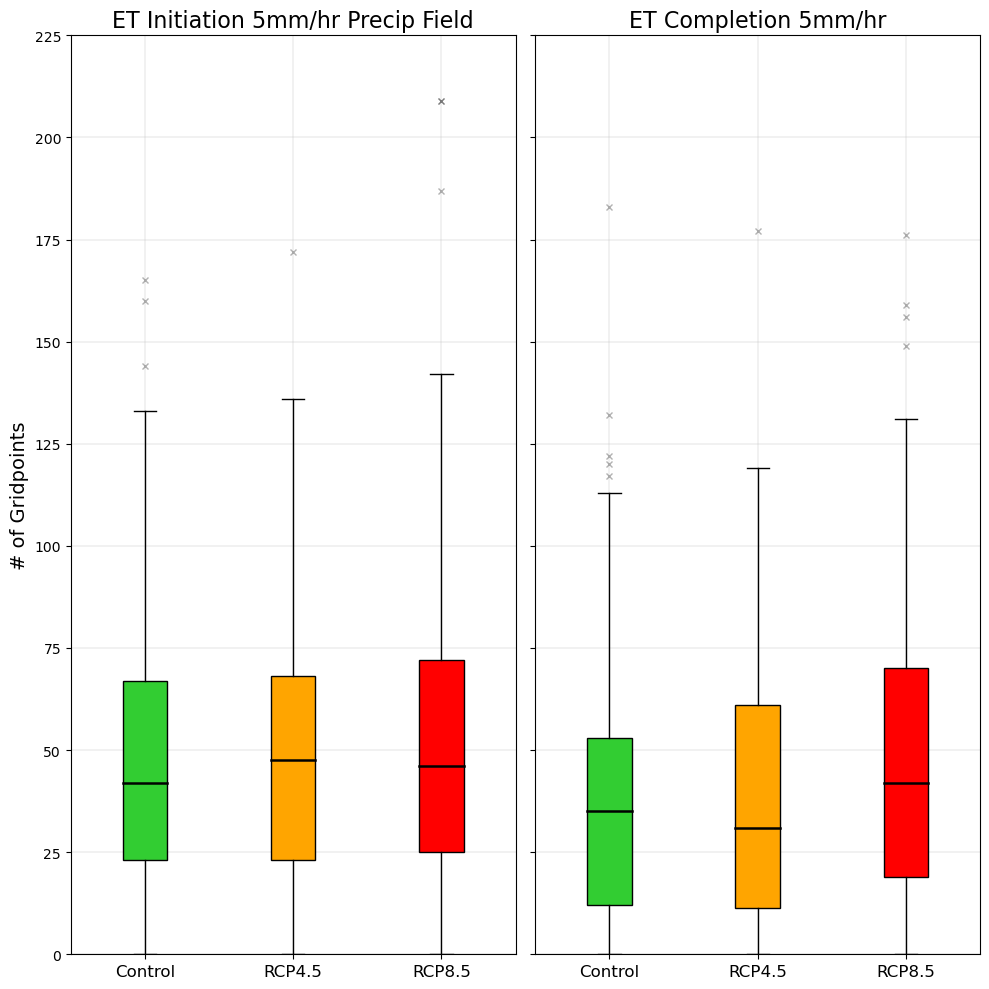 ET Initiation 5mm/hr Precip Field
ET Completion 5mm/hr
# of Gridpoints
225
200
175
150
125
100
75
50
25
0
Control RCP4.5 RCP8.5
Control RCP4.5 RCP8.5